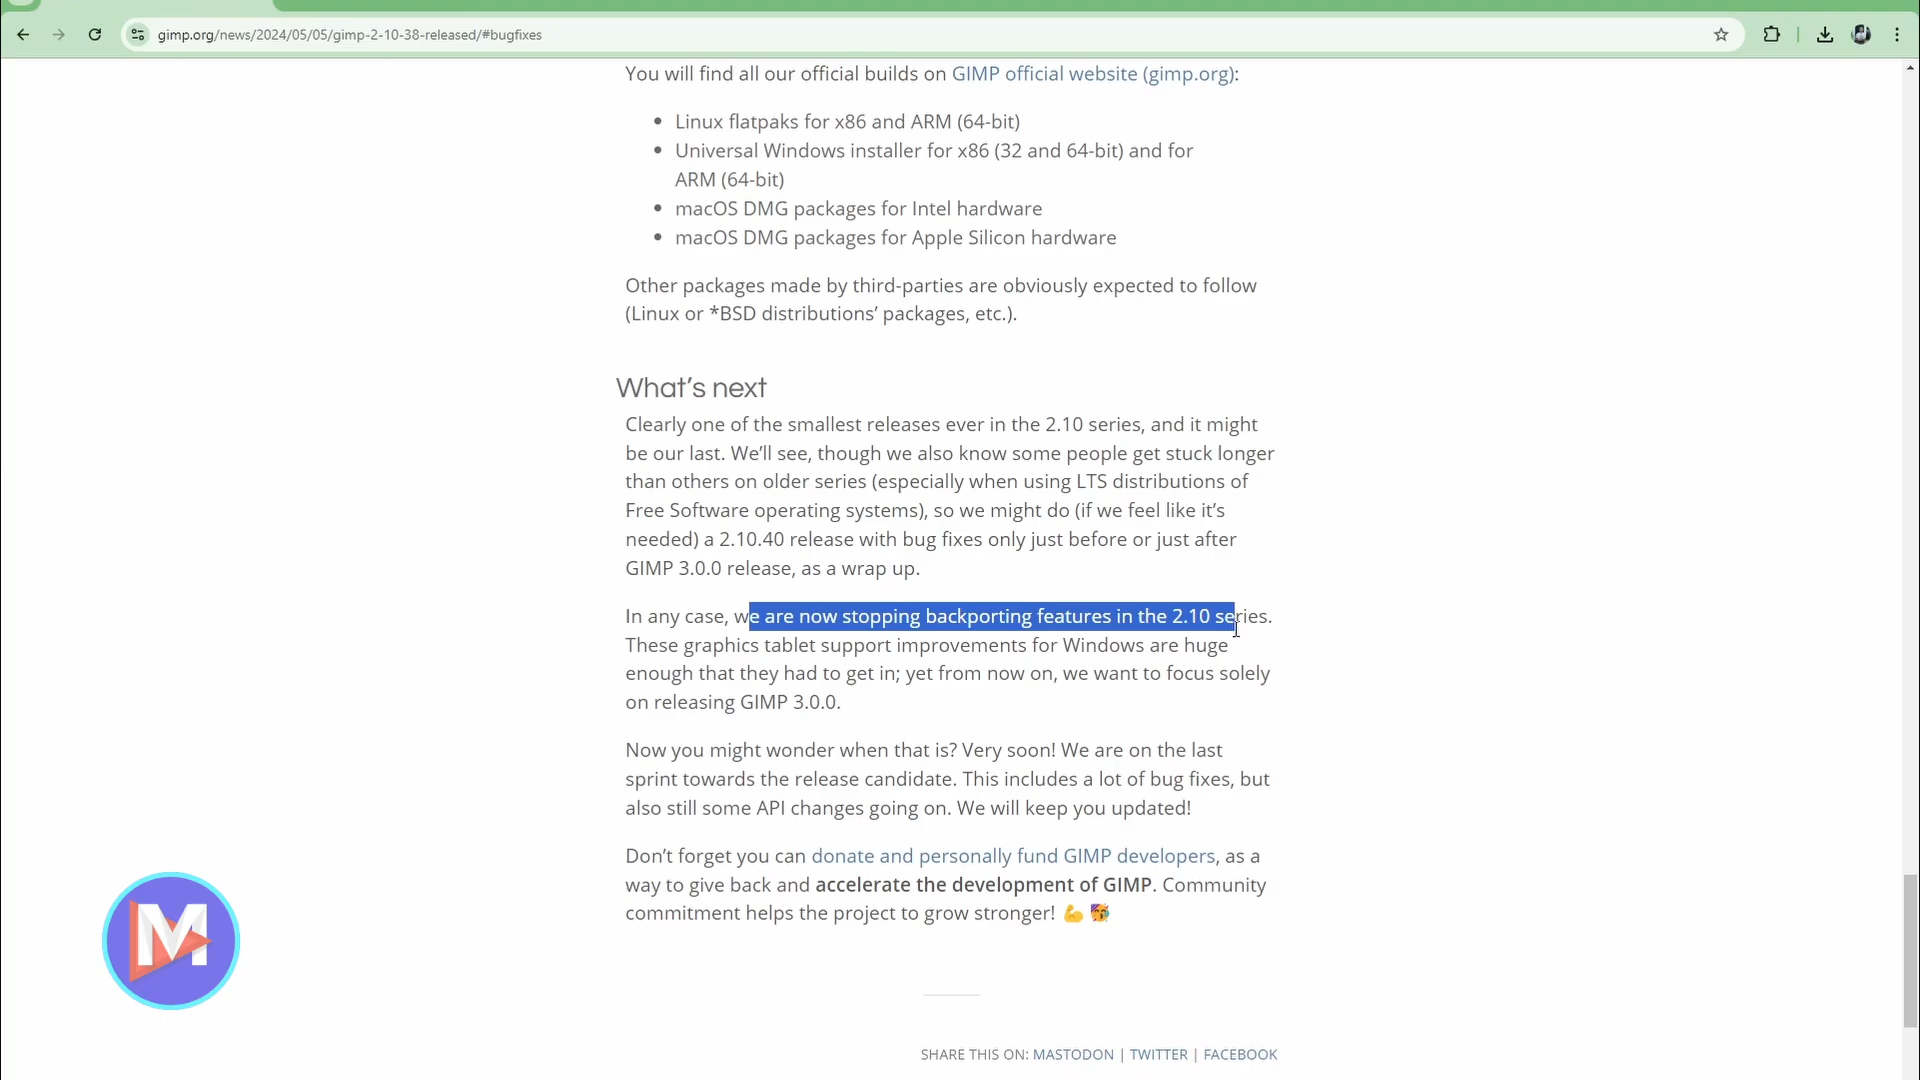 gimp.org/news/2024/05/05/gimp-2-10-38-released/#bugfixes
You will find all our official builds on GIMP official website (gimp.org):
• Linux flatpaks for x86 and ARM (64-bit)
• Universal Windows installer for x86 (32 and 64-bit) and for
ARM (64-bit)
• macOS DMG packages for Intel hardware
• macOS DMG packages for Apple Silicon hardware
Other packages made by third-parties are obviously expected to follow
(Linux or *BSD distributions’ packages, etc.).
What’s next
Clearly one of the smallest releases ever in the 2.10 series, and it might
be our last. We’ll see, though we also know some people get stuck longer
than others on older series (especially when using LTS distributions of
Free Software operating systems), so we might do (if we feel like it’s
needed) a 2.10.40 release with bug fixes only just before or just after
GIMP 3.0.0 release, as a wrap up.
In any case, we are now stopping backporting features in the 2.10 series.
These graphics tablet support improvements for Windows are huge
enough that they had to get in; yet from now on, we want to focus solely
on releasing GIMP 3.0.0.
Now you might wonder when that is? Very soon! We are on the last
sprint towards the release candidate. This includes a lot of bug fixes, but
also still some API changes going on. We will keep you updated!
Don’t forget you can donate and personally fund GIMP developers, as a
way to give back and accelerate the development of GIMP. Community
commitment helps the project to grow stronger! 💪 🥳
M
SHARE THIS ON: MASTODON | TWITTER | FACEBOOK